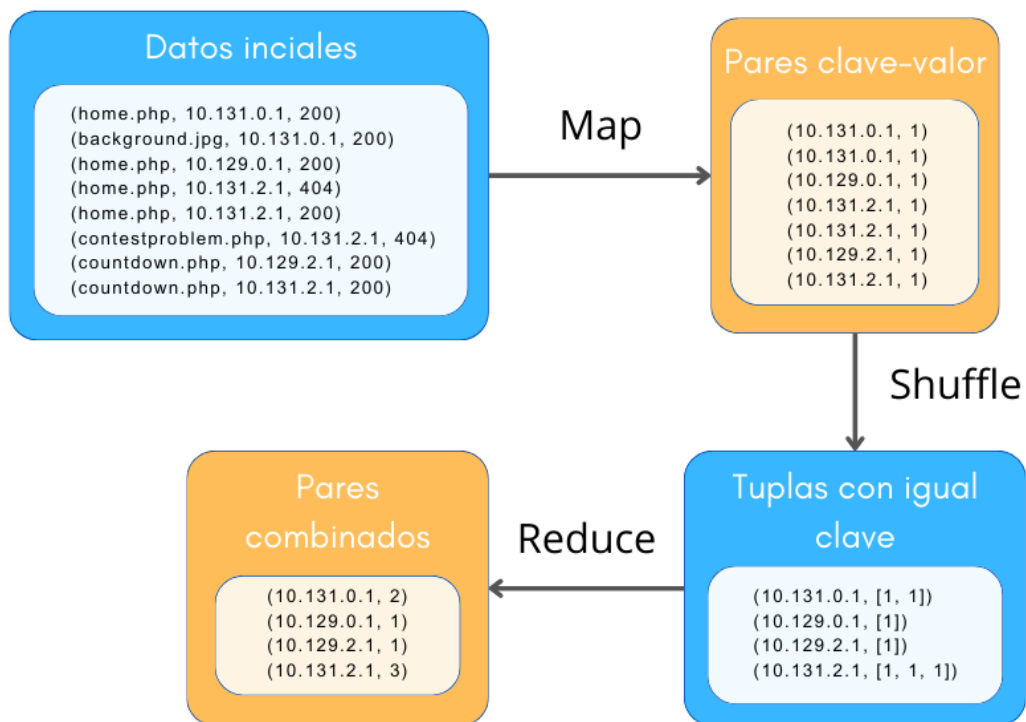 Datos inciales
(home.php, 10.131.0.1, 200)
(background.jpg, 10.131.0.1, 200)
(home.php, 10.129.0.1, 200)
(home.php, 10.131.2.1, 404)
(home.php, 10.131.2.1, 200)
(contestproblem.php, 10.131.2.1, 404)
(countdown.php, 10.129.2.1, 200)
(countdown.php, 10.131.2.1, 200)
Map
Pares clave-valor
(10.131.0.1, 1)
(10.131.0.1, 1)
(10.129.0.1, 1)
(10.131.2.1, 1)
(10.131.2.1, 1)
(10.129.2.1, 1)
(10.131.2.1, 1)
Shuffle
Tuplas con igual
clave
(10.131.0.1, [1, 1])
(10.129.0.1, [1])
(10.129.2.1, [1])
(10.131.2.1, [1, 1, 1])
Reduce
Pares
combinados
(10.131.0.1, 2)
(10.129.0.1, 1)
(10.129.2.1, 1)
(10.131.2.1, 3)